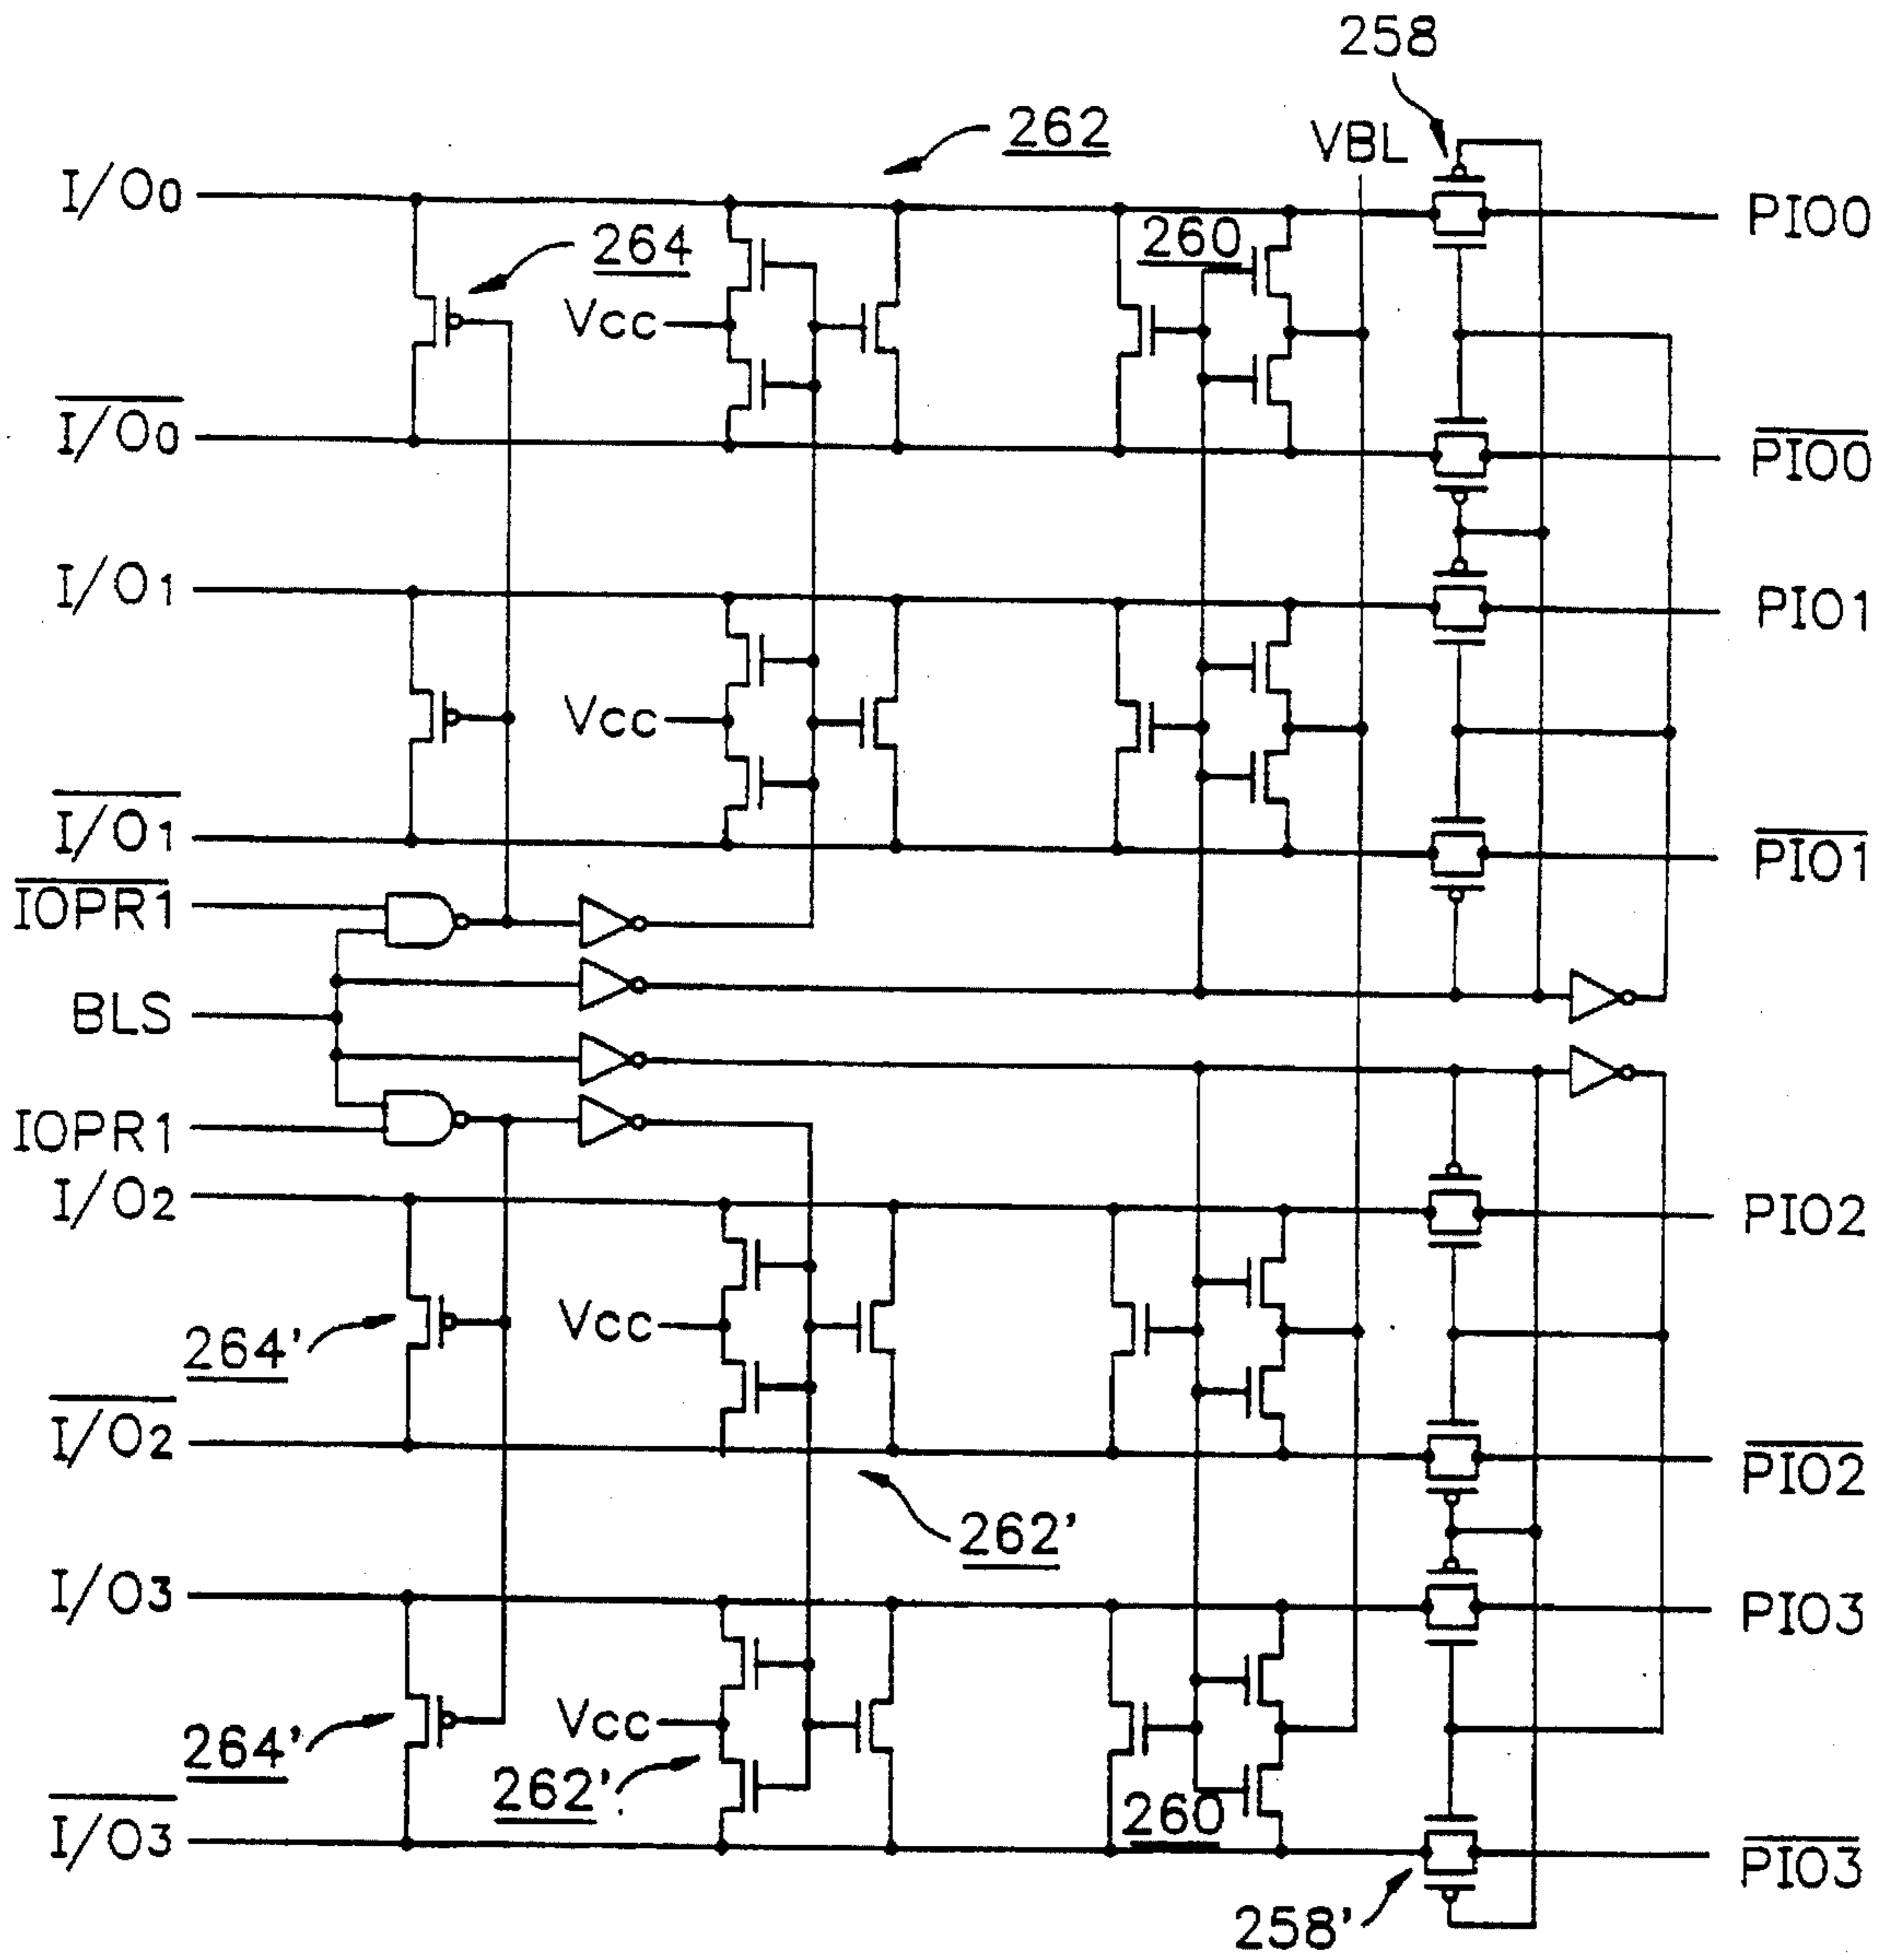 258
262
VBL
I/O0
PIO0
264
260
Vcc
I/O0
PIO0
I/O1
PIO1
Vcc
I/O1
PIO1
IOPR1
BLS
IOPR1
I/O2
PIO2
Vcc
264'
I/O2
PIO2
262'
I/O3
PIO3
Vcc
264'
262'
260
I/O3
PIO3
258'